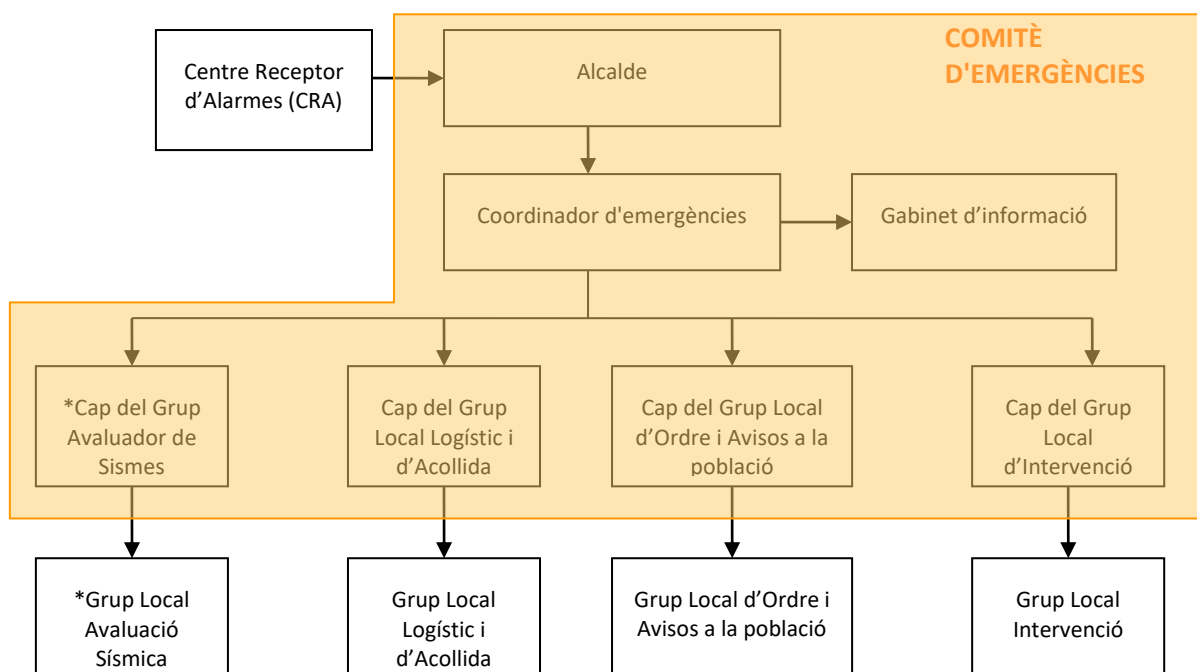 COMITÈ
D'EMERGÈNCIES
Centre Receptor
d’Alarmes (CRA)
Alcalde
Coordinador d'emergències
Gabinet d’informació
*Cap del Grup
Avaluador de
Sismes
Cap del Grup
Local Logístic i
d’Acollida
Cap del Grup Local
d’Ordre i Avisos a la
població
Cap del Grup
Local
d’Intervenció
*Grup Local
Avaluació
Sísmica
Grup Local
Logístic i
d’Acollida
Grup Local d’Ordre i
Avisos a la població
Grup Local
Intervenció